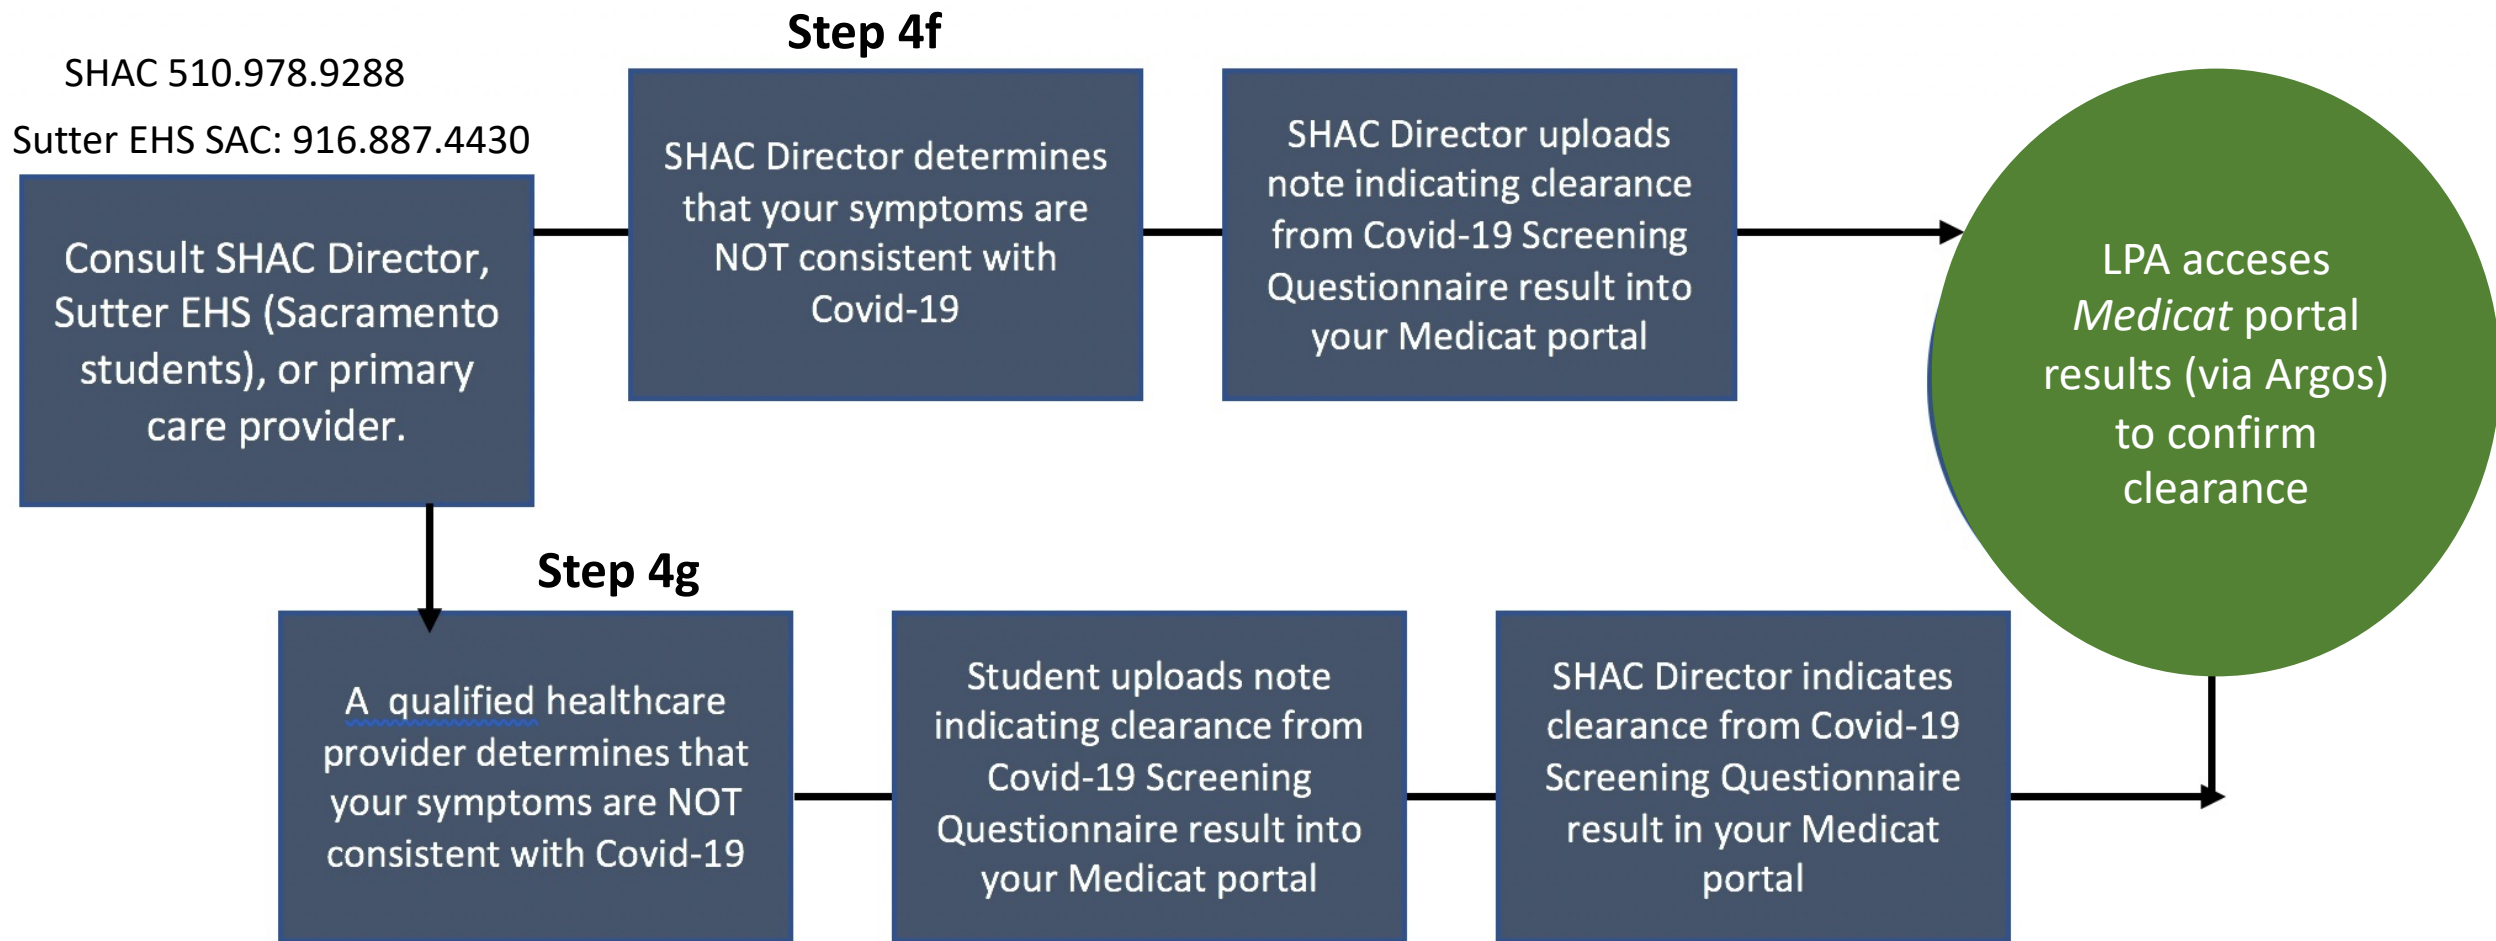 SHAC 510.978.9288
Sutter EHS SAC: 916.887.4430
Consult SHAC Director,
Sutter EHS (Sacramento
students), or primary
care provider.
Step 4f
SHAC Director determines
that your symptoms are
NOT consistent with
Covid-19
SHAC Director uploads
note indicating clearance
from Covid-19 Screening
Questionnaire result into
your Medicat portal
LPA acceses
Medicat portal
results (via Argos)
to confirm
clearance
Step 4g
A  qualified healthcare
provider determines that
your symptoms are NOT
consistent with Covid-19
Student uploads note
indicating clearance from
Covid-19 Screening
Questionnaire result into
your Medicat portal
SHAC Director indicates
clearance from Covid-19
Screening Questionnaire
result in your Medicat
portal